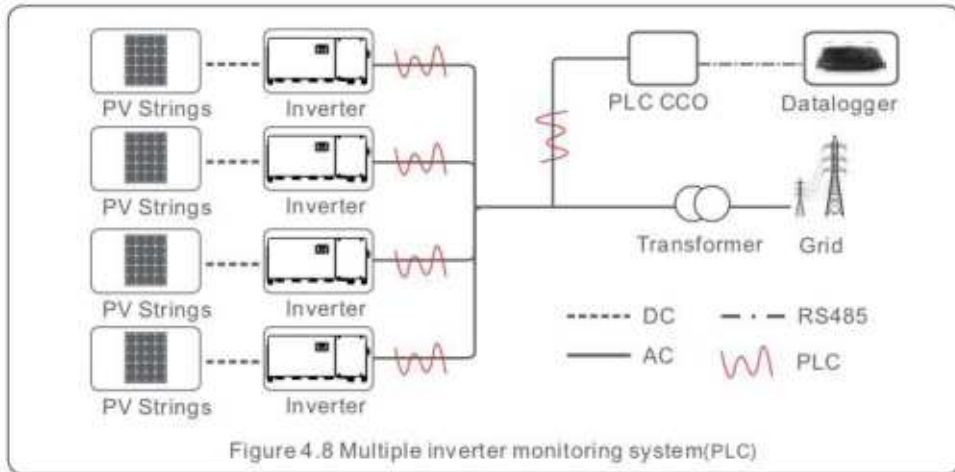 PLC CCO Datalogger
PV Strings Inverter
PV Strings Inverter
Transformer Grid
PV Strings Inverter
DC RS485
AC PLC
PV Strings Inverter
Figure 4.8 Multiple inverter monitoring system(PLC)